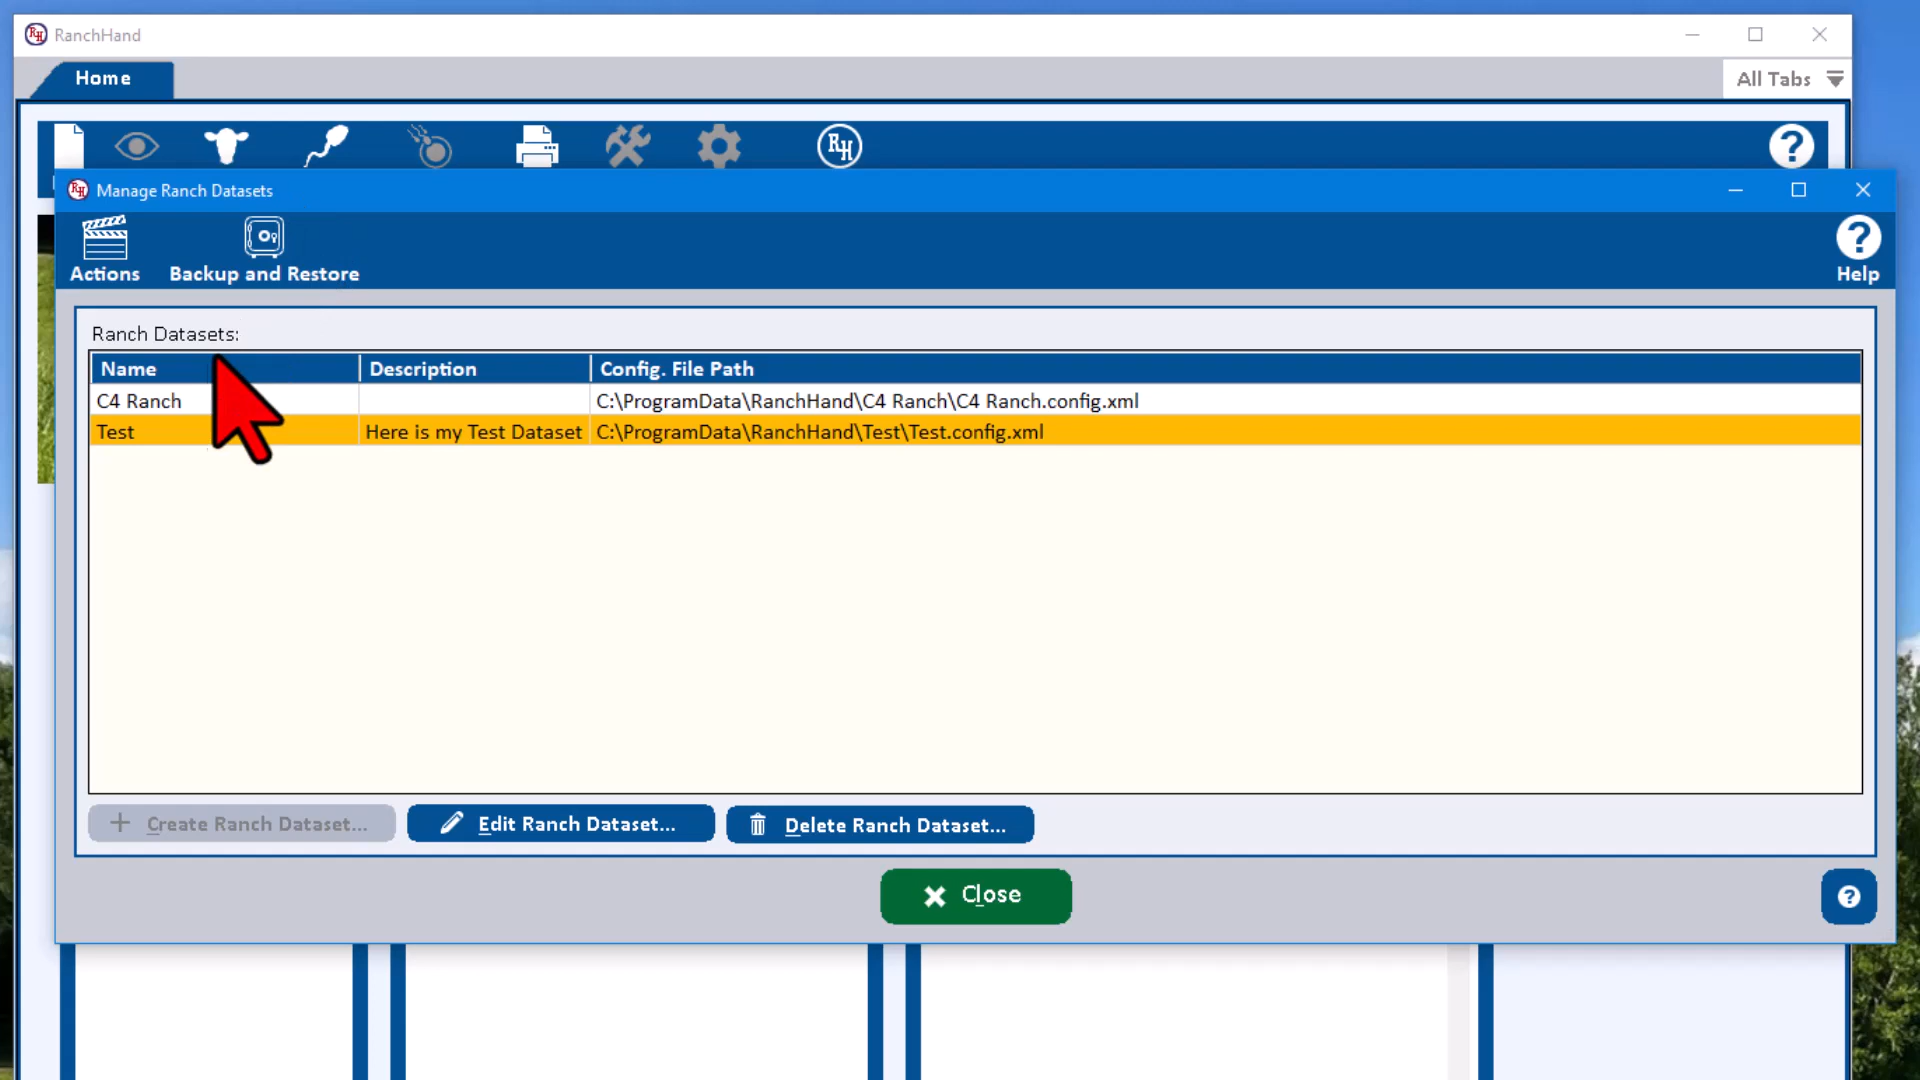 RanchHand
Home
All Tabs
RH
?
Manage Ranch Datasets
Actions
Backup and Restore
?
Help
Ranch Datasets:
Name Description Config. File Path
C4 Ranch C:\ProgramData\RanchHand\C4 Ranch\C4 Ranch.config.xml
Test Here is my Test Dataset C:\ProgramData\RanchHand\Test\Test.config.xml
+ Create Ranch Dataset... Edit Ranch Dataset... Delete Ranch Dataset...
Close
?